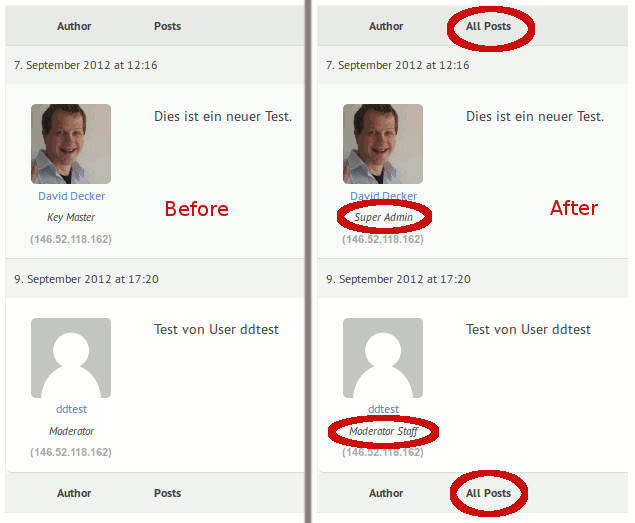 Author Posts
7. September 2012 at 12:16
Dies ist ein neuer Test.
David Decker
Key Master
(146.52.118.162)
Before
9. September 2012 at 17:20
Test von User ddtest
ddtest
Moderator
(146.52.118.162)
Author Posts
Author All Posts
7. September 2012 at 12:16
Dies ist ein neuer Test.
David Decker
Super Admin
(146.52.118.162)
After
9. September 2012 at 17:20
Test von User ddtest
ddtest
Moderator Staff
(146.52.118.162)
Author All Posts